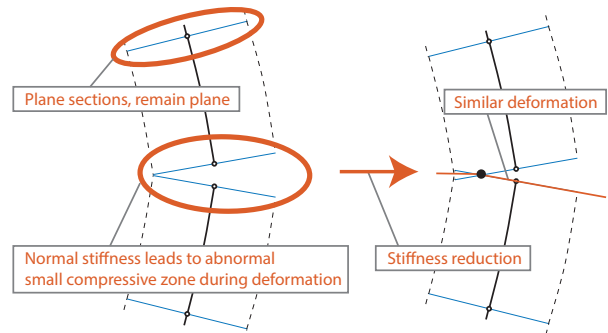 Plane sections, remain plane
Similar deformation
Normal stiffness leads to abnormal
small compressive zone during deformation
Stiffness reduction